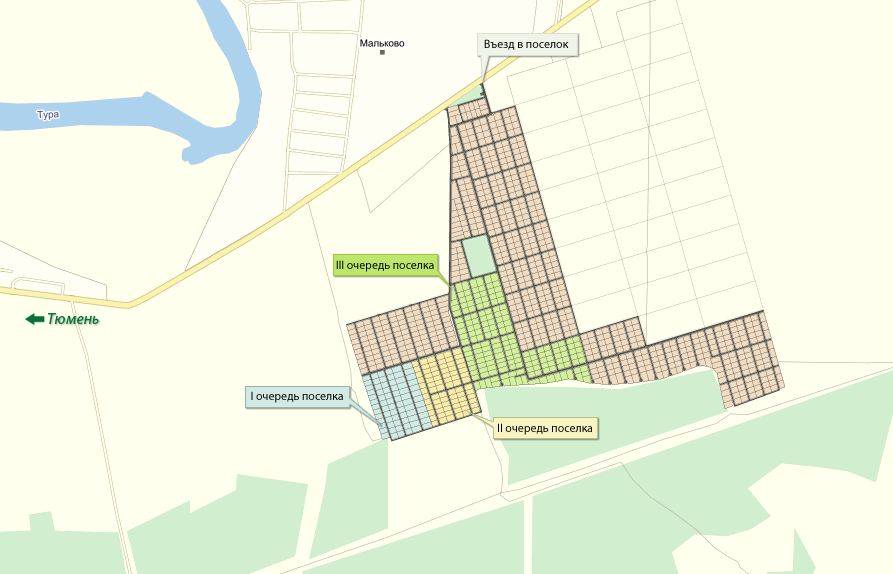 Мальково
Въезд в поселок
Тура
III очередь поселка
Тюмень
I очередь поселка
II очередь поселка